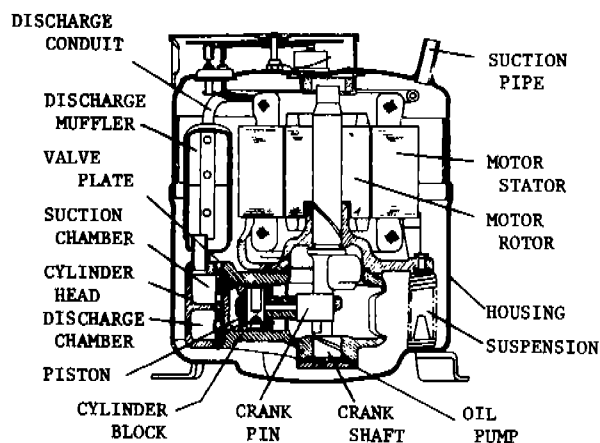 DISCHARGE
CONDUIT
DISCHARGE
MUFFLER
VALVE
PLATE
SUCTION
CHAMBER
CYLINDER
HEAD
DISCHARGE
CHAMBER
PISTON
CYLINDER
BLOCK
CRANK
PIN
CRANK
SHAFT
OIL
PUMP
SUCTION
PIPE
MOTOR
STATOR
MOTOR
ROTOR
HOUSING
SUSPENSION